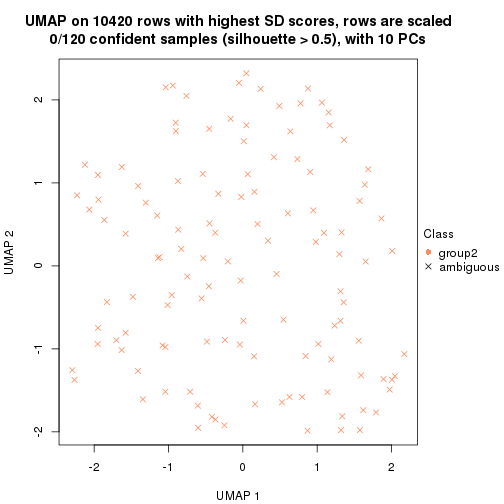 UMAP on 10420 rows with highest SD scores, rows are scaled
0/120 confident samples (silhouette > 0.5), with 10 PCs
2
1
0
-1
-2
UMAP 2
-2
-1
0
1
2
UMAP 1
Class
group2
ambiguous